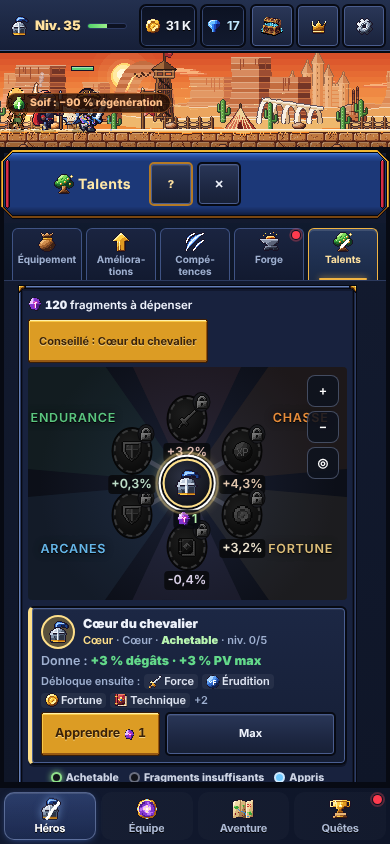 Niv. 35
31 K
17
Soif : −90 % régénération
Talents
?
×
Équipement
Améliora-
tions
Compé-
tences
Forge
Talents
120 fragments à dépenser
Conseillé : Cœur du chevalier
+
ENDURANCE
CHASSE
−
+3,2%
XP
+0,3%
+4,3%
◎
1
ARCANES
+3,2%
FORTUNE
-0,4%
Cœur du chevalier
Cœur · Cœur · Achetable · niv. 0/5
Donne : +3 % dégâts · +3 % PV max
Débloque ensuite : Force Érudition
Fortune Technique +2
Apprendre 1
Max
Achetable Fragments insuffisants Appris
Héros
Équipe
Aventure
Quêtes